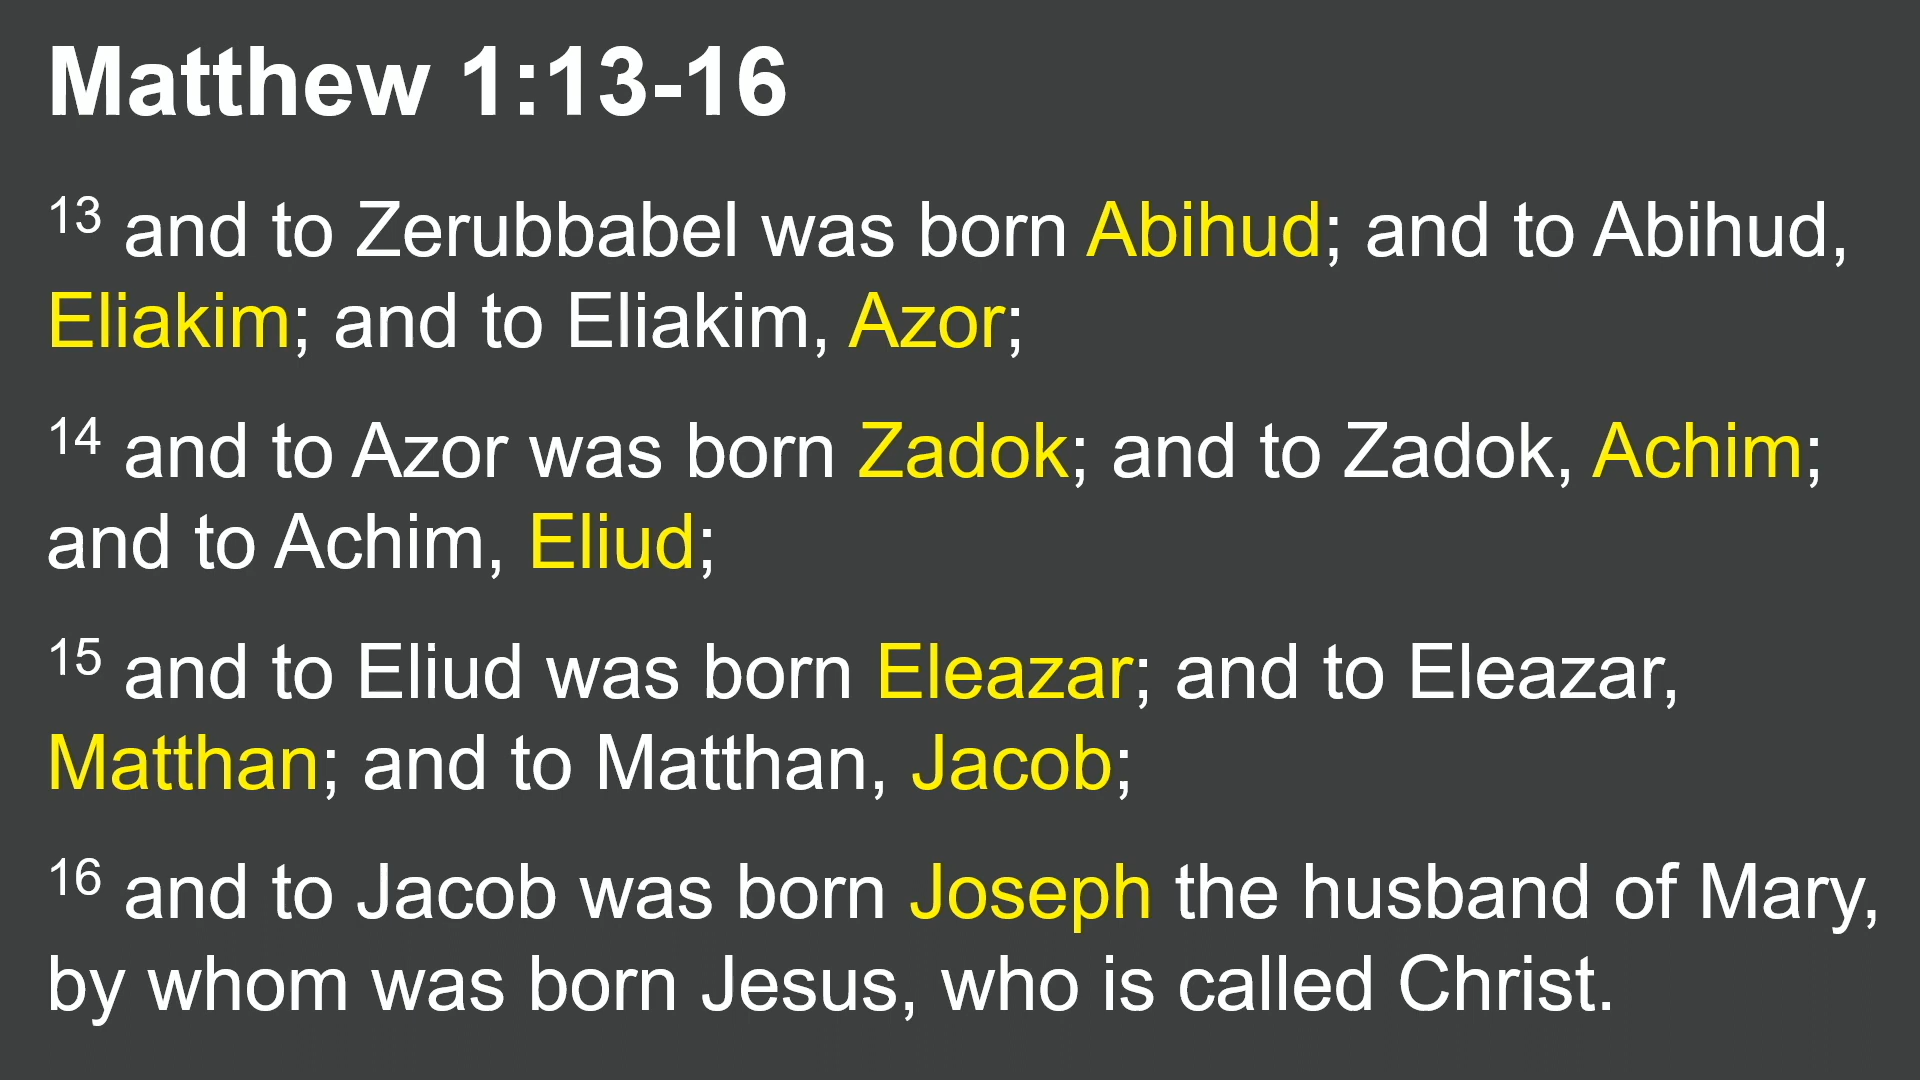 Matthew 1:13-16
13 and to Zerubbabel was born Abihud; and to Abihud,
Eliakim; and to Eliakim, Azor;
14 and to Azor was born Zadok; and to Zadok, Achim;
and to Achim, Eliud;
15 and to Eliud was born Eleazar; and to Eleazar,
Matthan; and to Matthan, Jacob;
16 and to Jacob was born Joseph the husband of Mary,
by whom was born Jesus, who is called Christ.